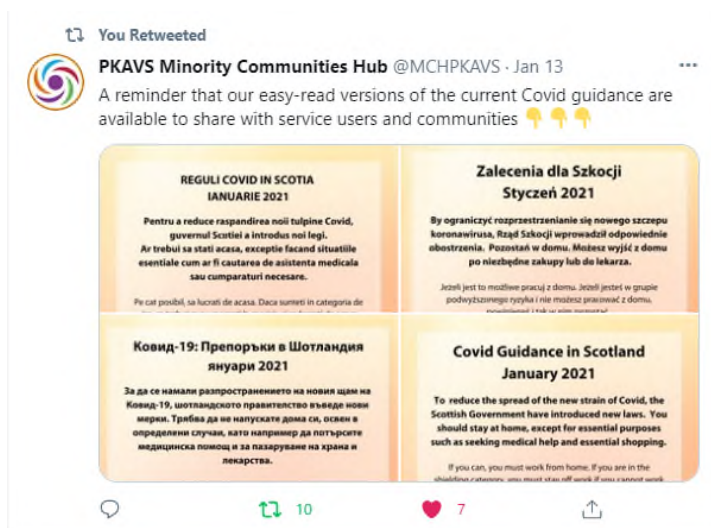 You Retweeted
PKAVS Minority Communities Hub @MCHPKAVS · Jan 13
A reminder that our easy-read versions of the current Covid guidance are
available to share with service users and communities 👇👇👇
REGULI COVID IN SCOTIA
IANUARIE 2021
Pentru a reduce raspandirea noii tulpine Covid,
guvernul Scotiei a introdus noi legi.
Ar trebui sa stati acasa, exceptie facand situatiile
esentiale cum ar fi cautarea de asistenta medicala
sau cumparaturi necesare.
Pe cat posibil, sa lucrati de acasa. Daca sunteti in categoria de
Zalecenia dla Szkocji
Styczeń 2021
By ograniczyć rozprzestrzenianie się nowego szczepu
koronawirusa, Rząd Szkocji wprowadził odpowiednie
obostrzenia. Pozostań w domu. Możesz wyjść z domu
po niezbędne zakupy lub do lekarza.
Jeżeli jest to możliwe pracuj z domu. Jeżeli jesteś w grupie
podwyższonego ryzyka i nie możesz pracować z domu,
Ковид-19: Препоръки в Шотландия
януари 2021
За да се намали разпространението на новия щам на
Ковид-19, шотландското правителство въведе нови
мерки. Трябва да не напускате дома си, освен в
определени случаи, като например да потърсите
медицинска помощ и за пазаруване на храна и
лекарства.
Covid Guidance in Scotland
January 2021
To reduce the spread of the new strain of Covid, the
Scottish Government have introduced new laws. You
should stay at home, except for essential purposes
such as seeking medical help and essential shopping.
If you can, you must work from home. If you are in the
shielding category, you must stay off work if you cannot work
10
7